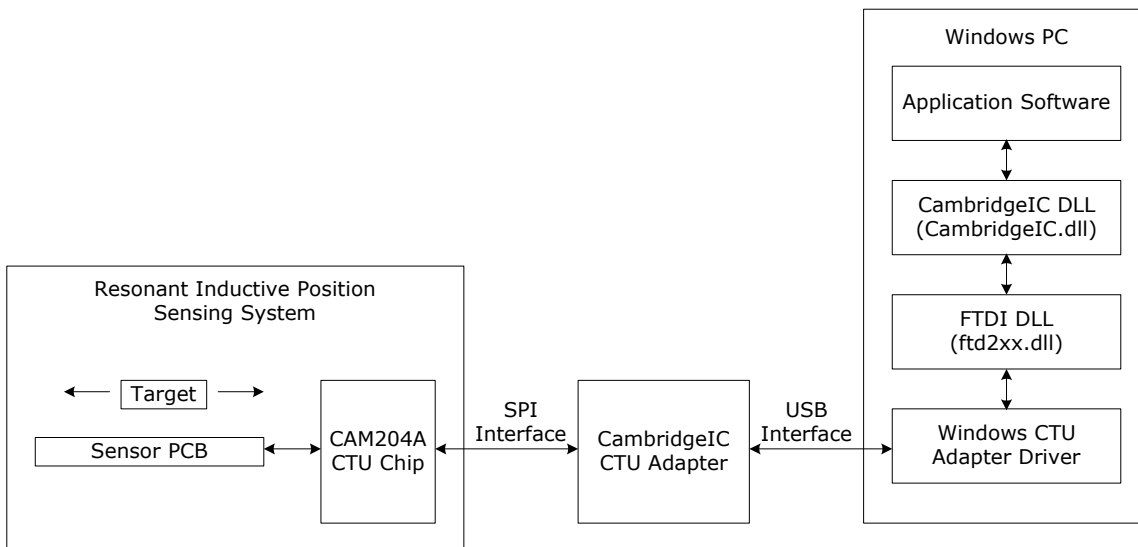 Windows PC
Application Software
CambridgeIC DLL
(CambridgeIC.dll)
FTDI DLL
(ftd2xx.dll)
Windows CTU
Adapter Driver
Resonant Inductive Position
Sensing System
Target
Sensor PCB
CAM204A
CTU Chip
SPI
Interface
CambridgeIC
CTU Adapter
USB
Interface